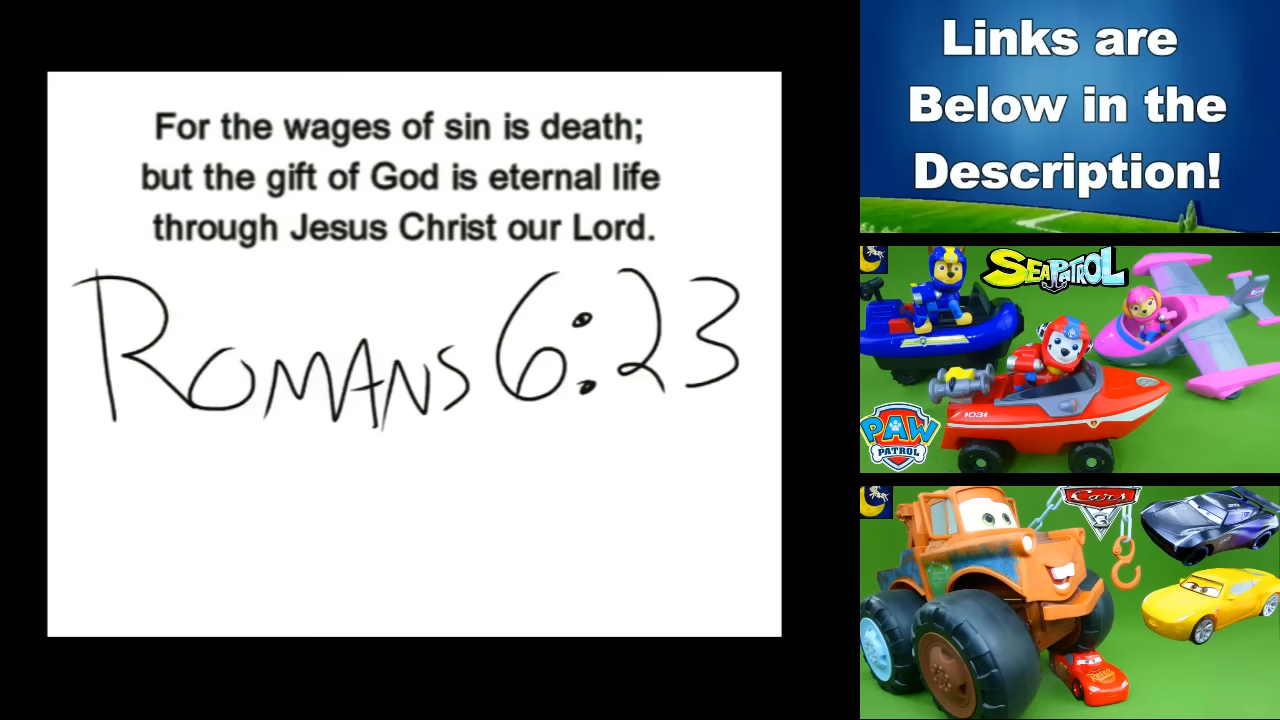 For the wages of sin is death;
but the gift of God is eternal life
through Jesus Christ our Lord.
ROMANS 6:23
Links are
Below in the
Description!
SEA PATROL
PAW
PATROL
Cars
3